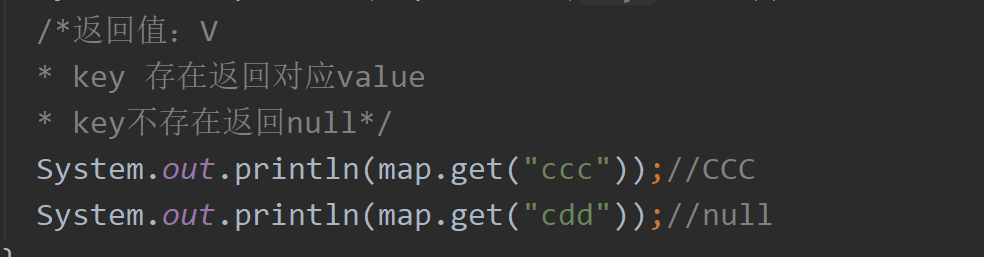 /*返回值：V
* key 存在返回对应value
* key不存在返回null*/
System.out.println(map.get("ccc"));//CCC
System.out.println(map.get("cdd"));//null
}